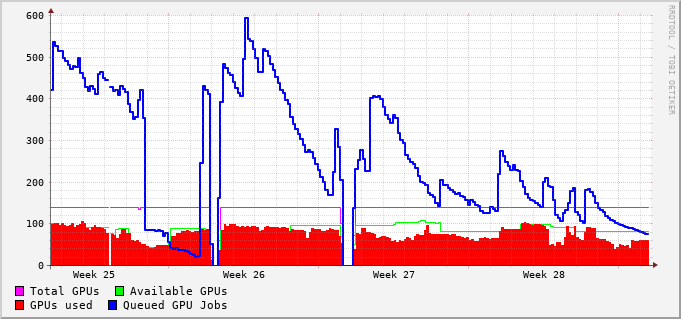 600
500
400
300
200
100
0
Week 25 Week 26 Week 27 Week 28
Total GPUs Available GPUs
GPUs used Queued GPU Jobs
RRDTOOL / TOBI OETIKER